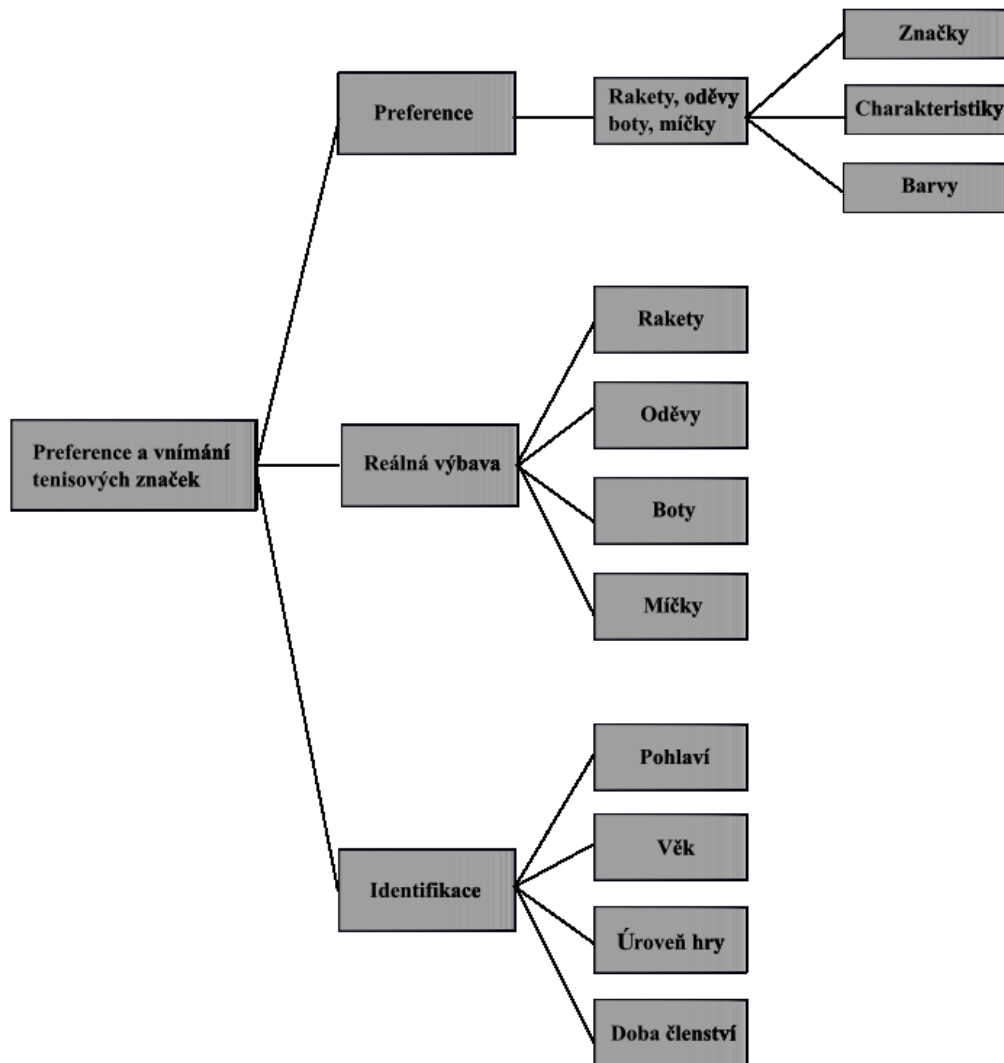 Preference a vnímání
tenisových značek
Preference
Rakety, oděvy
boty, míčky
Značky
Charakteristiky
Barvy
Reálná výbava
Rakety
Oděvy
Boty
Míčky
Identifikace
Pohlaví
Věk
Úroveň hry
Doba členství